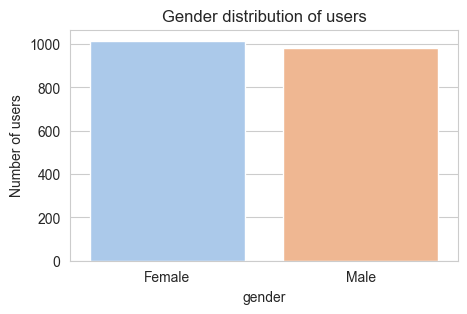 Gender distribution of users
Number of users
1000
800
600
400
200
0
Female Male
gender